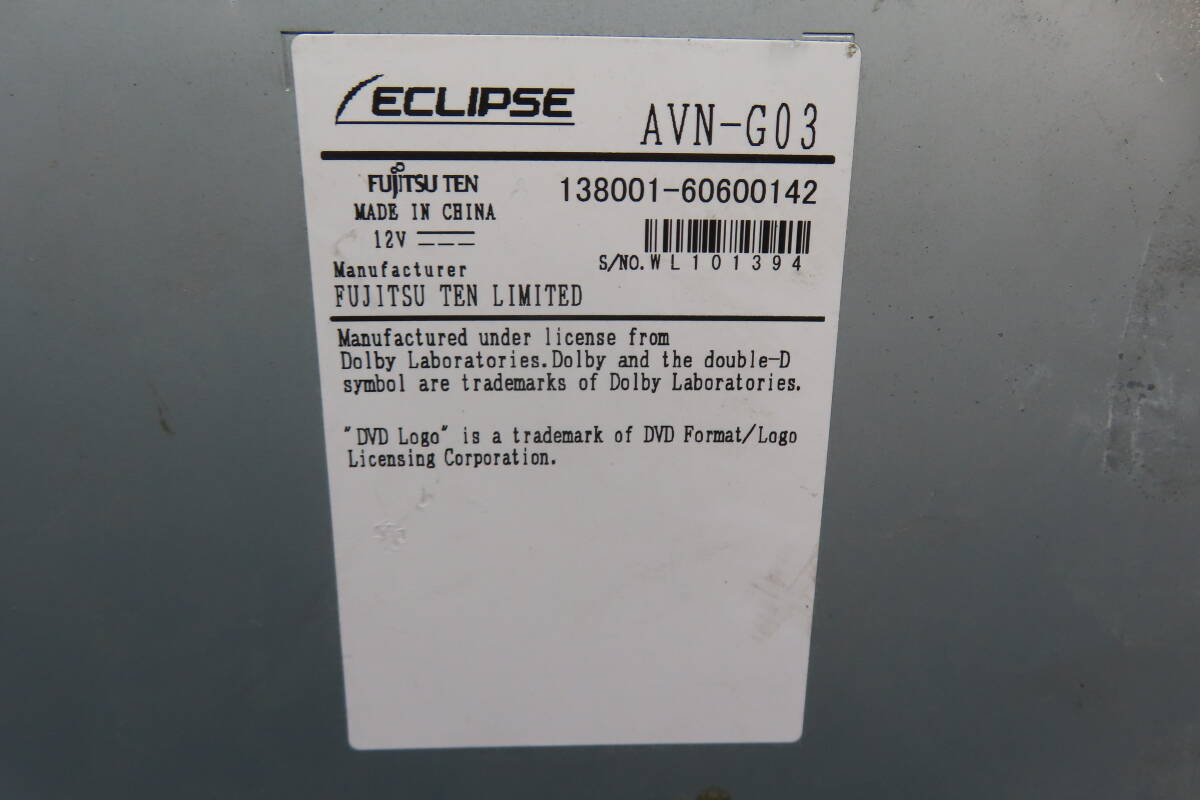 ECLIPSE
AVN-G03
FUJITSU TEN
138001-60600142
MADE IN CHINA
12V
S/NO.WL101394
Manufacturer
FUJITSU TEN LIMITED
Manufactured under license from
Dolby Laboratories.Dolby and the double-D
symbol are trademarks of Dolby Laboratories.
"DVD Logo" is a trademark of DVD Format/Logo
Licensing Corporation.